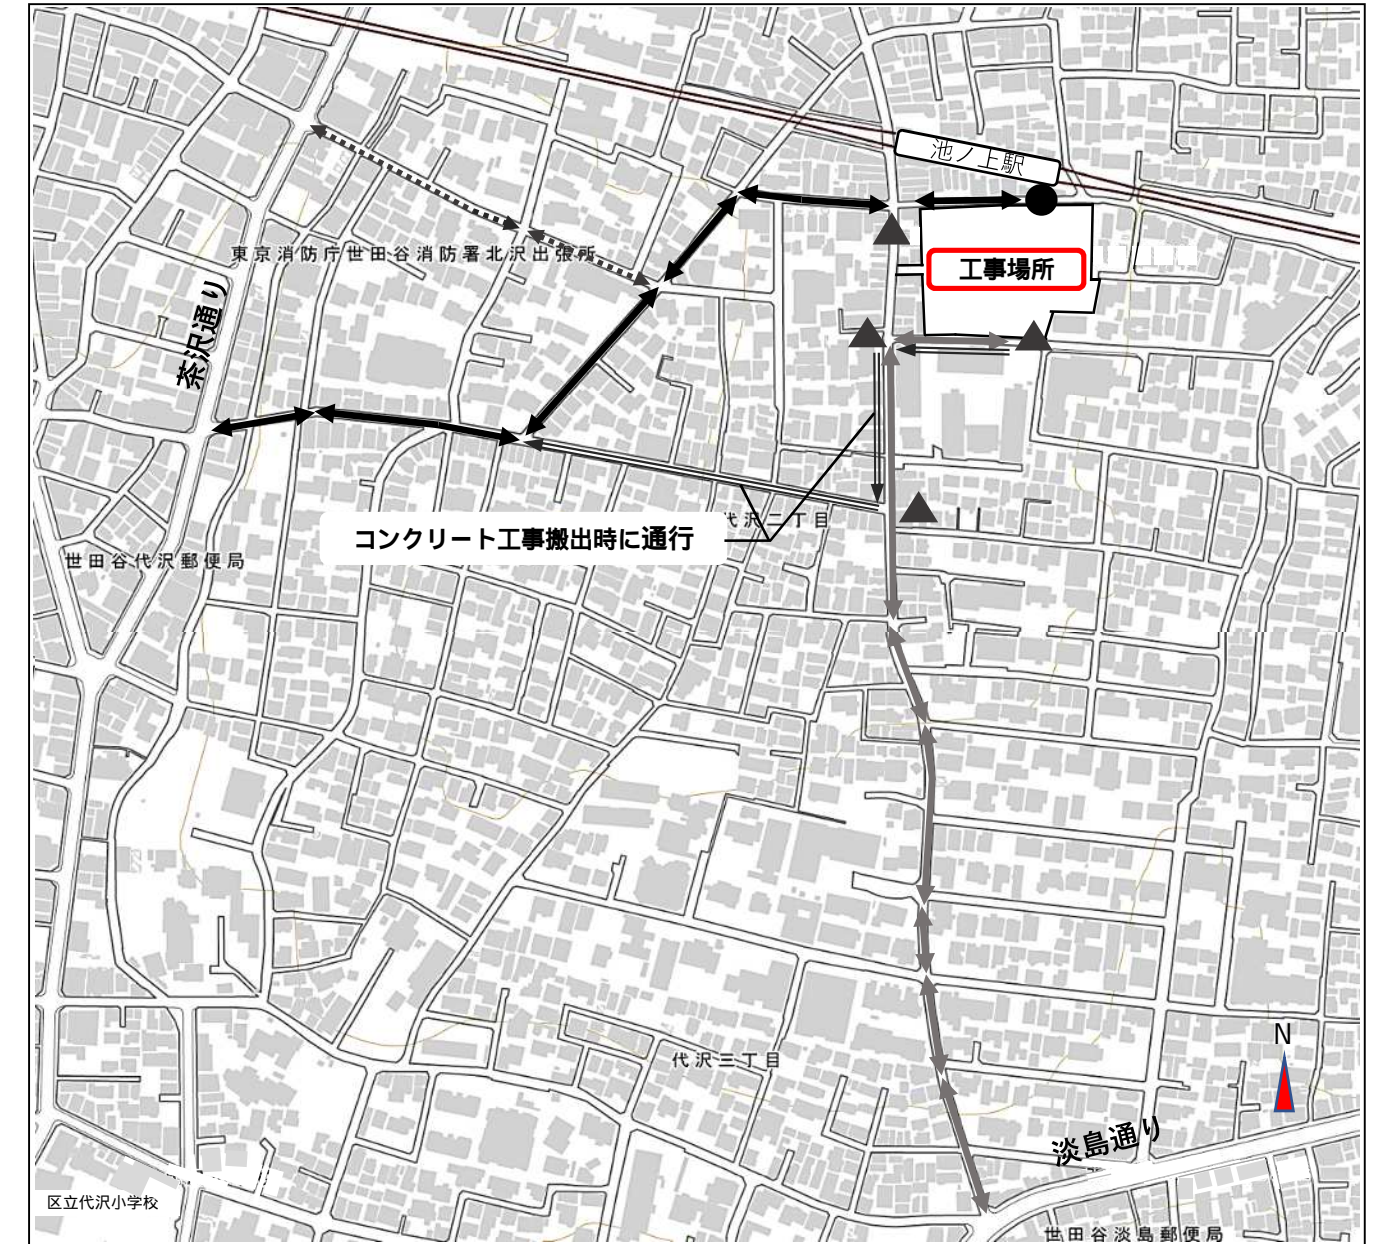 池ノ上駅
東京消防庁世田谷消防署北沢出張所
工事場所
茶沢通り
コンクリート工事搬出時に通行
代沢二丁目
世田谷代沢郵便局
N
代沢三丁目
淡島通り
区立代沢小学校
世田谷淡島郵便局